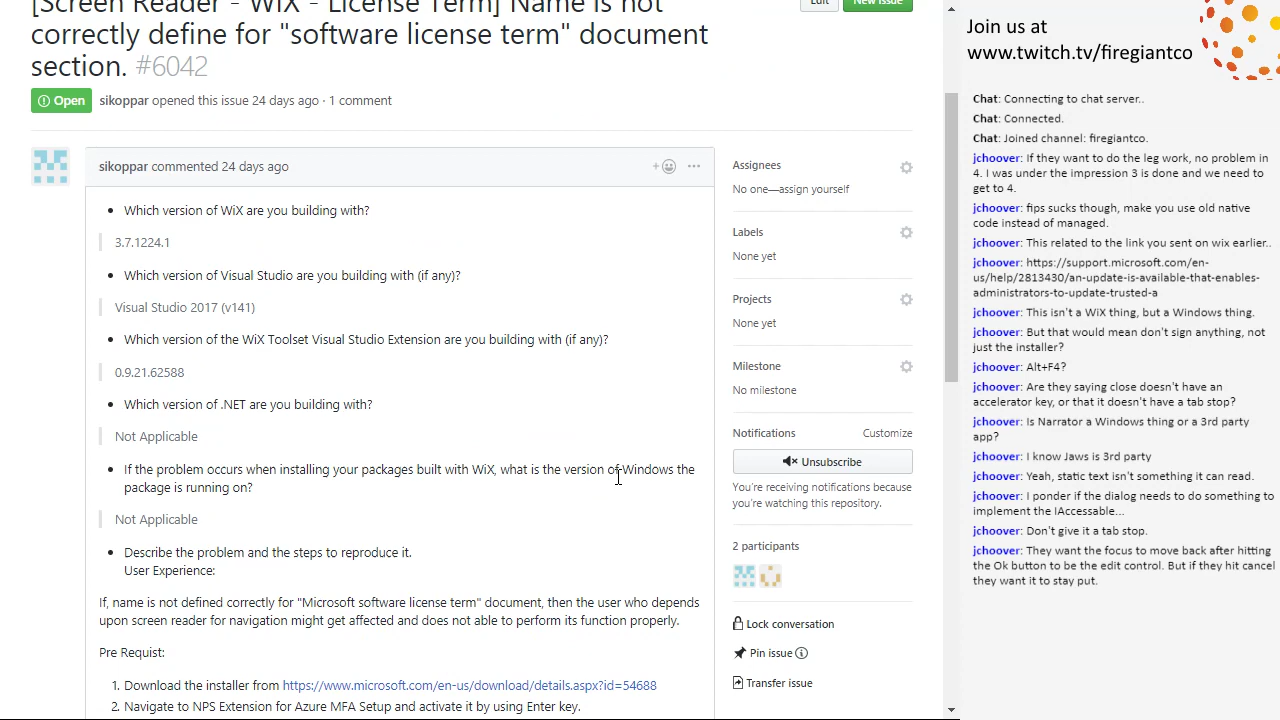 [Screen Reader - WiX - License Term] Name is not
correctly define for "software license term" document
section. #6042
Edit
New issue
Open
sikoppar opened this issue 24 days ago · 1 comment
sikoppar commented 24 days ago
• Which version of WiX are you building with?
3.7.1224.1
• Which version of Visual Studio are you building with (if any)?
Visual Studio 2017 (v141)
• Which version of the WiX Toolset Visual Studio Extension are you building with (if any)?
0.9.21.62588
• Which version of .NET are you building with?
Not Applicable
• If the problem occurs when installing your packages built with WiX, what is the version of Windows the
package is running on?
Not Applicable
• Describe the problem and the steps to reproduce it.
User Experience:
If, name is not defined correctly for "Microsoft software license term" document, then the user who depends
upon screen reader for navigation might get affected and does not able to perform its function properly.
Pre Requist:
1. Download the installer from https://www.microsoft.com/en-us/download/details.aspx?id=54688
2. Navigate to NPS Extension for Azure MFA Setup and activate it by using Enter key.
Assignees
No one—assign yourself
Labels
None yet
Projects
None yet
Milestone
No milestone
Notifications
Customize
Unsubscribe
You're receiving notifications because
you're watching this repository.
2 participants
Lock conversation
Pin issue
Transfer issue
Join us at
www.twitch.tv/firegiantco
Chat: Connecting to chat server..
Chat: Connected.
Chat: Joined channel: firegiantco.
jchoover: If they want to do the leg work, no problem in
4. I was under the impression 3 is done and we need to
get to 4.
jchoover: fips sucks though, make you use old native
code instead of managed.
jchoover: This related to the link you sent on wix earlier..
jchoover: https://support.microsoft.com/en-
us/help/2813430/an-update-is-available-that-enables-
administrators-to-update-trusted-a
jchoover: This isn't a WiX thing, but a Windows thing.
jchoover: But that would mean don't sign anything, not
just the installer?
jchoover: Alt+F4?
jchoover: Are they saying close doesn't have an
accelerator key, or that it doesn't have a tab stop?
jchoover: Is Narrator a Windows thing or a 3rd party
app?
jchoover: I know Jaws is 3rd party
jchoover: Yeah, static text isn't something it can read.
jchoover: I ponder if the dialog needs to do something to
implement the IAccessable...
jchoover: Don't give it a tab stop.
jchoover: They want the focus to move back after hitting
the Ok button to be the edit control. But if they hit cancel
they want it to stay put.